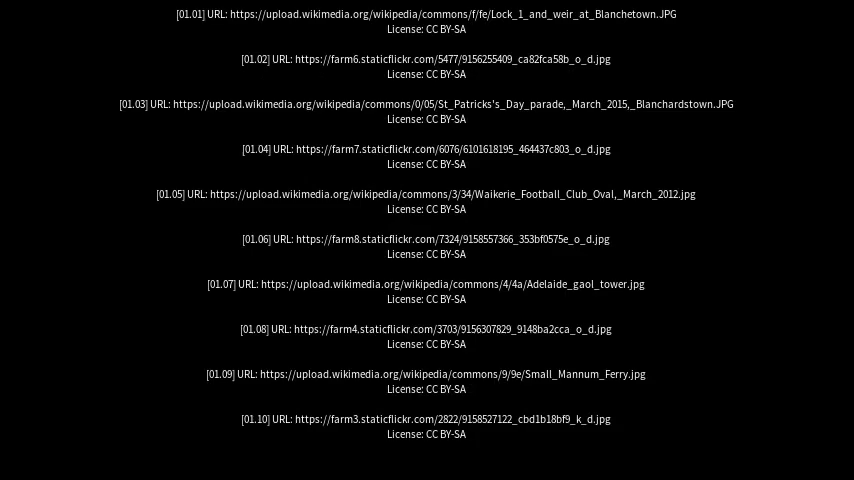 [01.01] URL: https://upload.wikimedia.org/wikipedia/commons/f/fe/Lock_1_and_weir_at_Blanchetown.JPG
License: CC BY-SA
[01.02] URL: https://farm6.staticflickr.com/5477/9156255409_ca82fca58b_o_d.jpg
License: CC BY-SA
[01.03] URL: https://upload.wikimedia.org/wikipedia/commons/0/05/St_Patricks's_Day_parade,_March_2015,_Blanchardstown.JPG
License: CC BY-SA
[01.04] URL: https://farm7.staticflickr.com/6076/6101618195_464437c803_o_d.jpg
License: CC BY-SA
[01.05] URL: https://upload.wikimedia.org/wikipedia/commons/3/34/Waikerie_Football_Club_Oval,_March_2012.jpg
License: CC BY-SA
[01.06] URL: https://farm8.staticflickr.com/7324/9158557366_353bf0575e_o_d.jpg
License: CC BY-SA
[01.07] URL: https://upload.wikimedia.org/wikipedia/commons/4/4a/Adelaide_gaol_tower.jpg
License: CC BY-SA
[01.08] URL: https://farm4.staticflickr.com/3703/9156307829_9148ba2cca_o_d.jpg
License: CC BY-SA
[01.09] URL: https://upload.wikimedia.org/wikipedia/commons/9/9e/Small_Mannum_Ferry.jpg
License: CC BY-SA
[01.10] URL: https://farm3.staticflickr.com/2822/9158527122_cbd1b18bf9_k_d.jpg
License: CC BY-SA